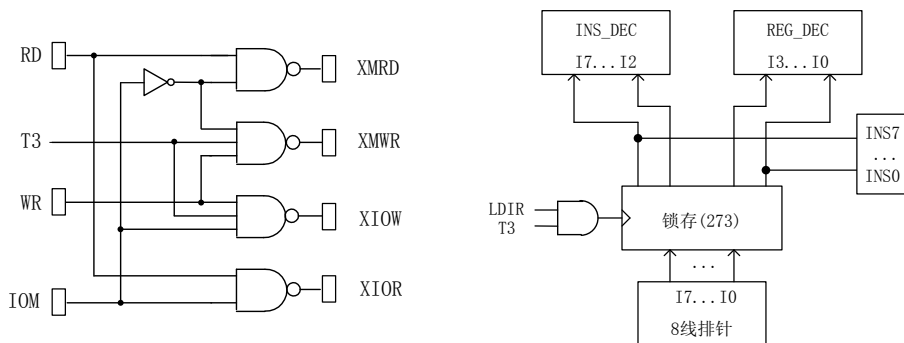 RD
T3
WR
IOM
XMRD
XMWR
XIOW
XIOR
INS_DEC
I7...I2
REG_DEC
I3...I0
INS7
...
INS0
LDIR
T3
锁存(273)
...
I7...I0
8线排针